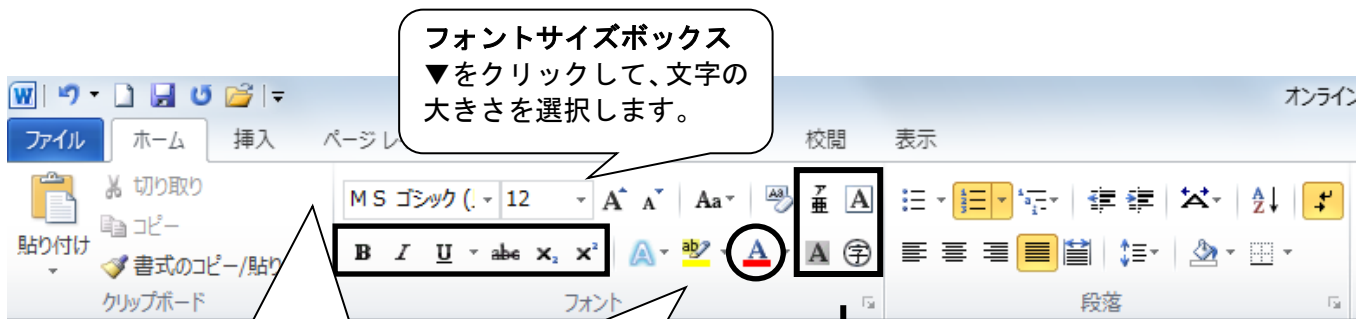 フォントサイズボックス
▼をクリックして、文字の
大きさを選択します。
オンライン
ファイル ホーム 挿入 ページ レ 校閲 表示
切り取り
コピー
貼り付け
書式のコピー/貼り
ＭＳ ゴシック (. 12
クリップボード フォント 段落